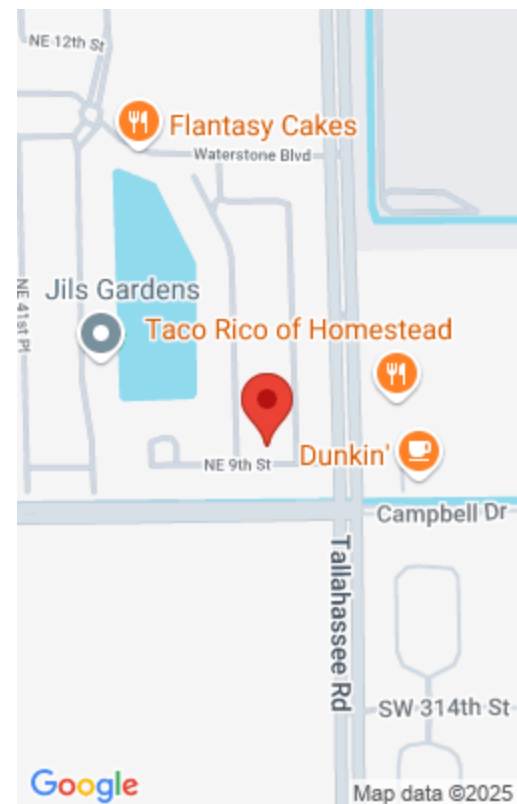 NE 12th St
Flantasy Cakes
Waterstone Blvd
NE 41st Pl
Jils Gardens
Taco Rico of Homestead
Dunkin'
NE 9th St
Campbell Dr
Tallahassee Rd
SW 314th St
Google
Map data ©2025